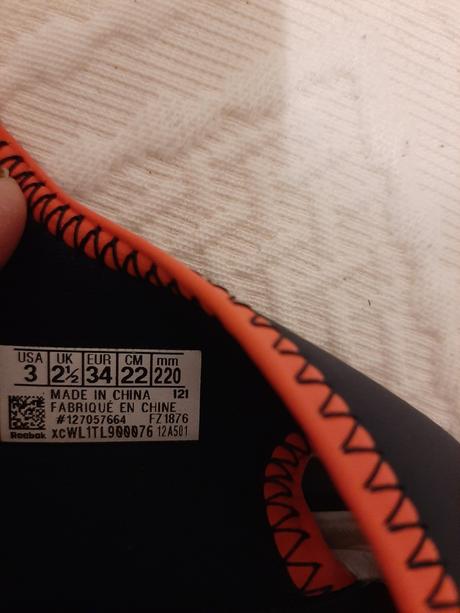 USA UK EUR CM mm
3 2½ 34 22 220
MADE IN CHINA 121
FABRIQUÉ EN CHINE
#127057664 FZ1876
Reebok xcWL1TL900076 12A501